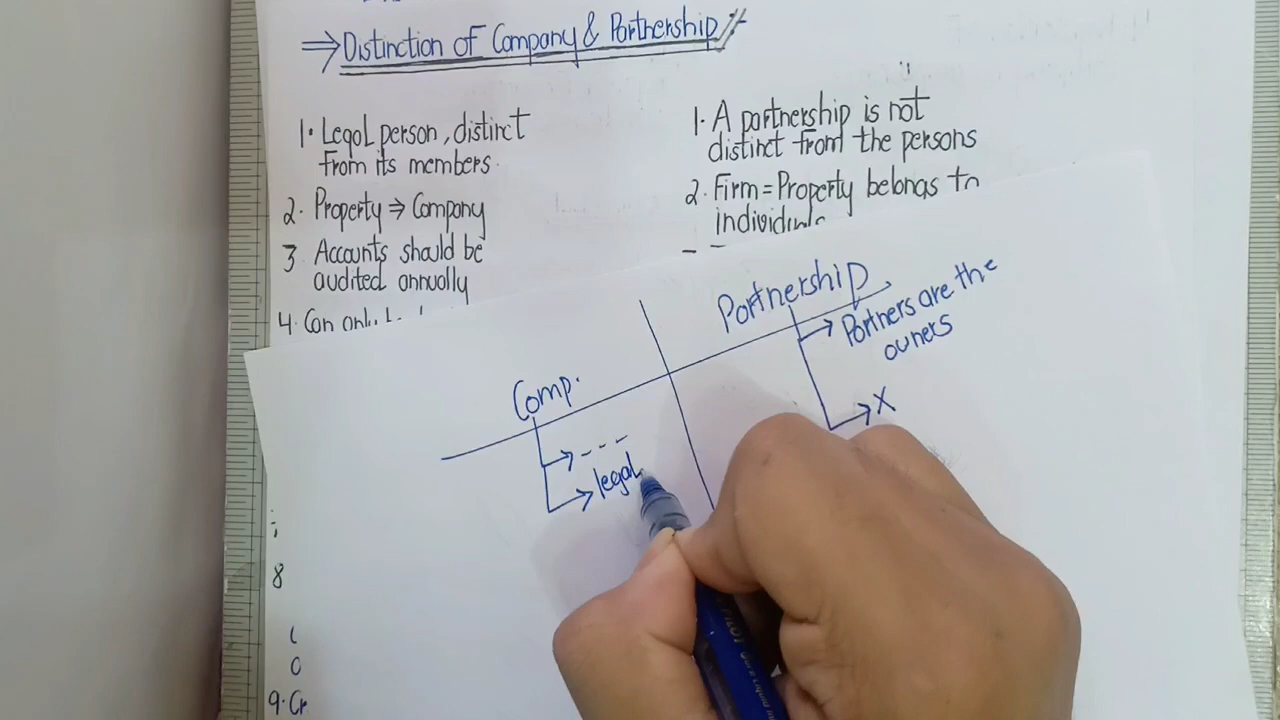 ⇒ Distinction of Company & Partnership
1. Legal person, distinct
from its members.
2. Property ⇒ Company
3 Accounts should be
audited annually
4. Can
1. A partnership is not
distinct from the persons
2. Firm = Property belongs to
Comp.
→ - - -
→ legal
Partnership
→ Partners are the
owners
→ X
8
9.